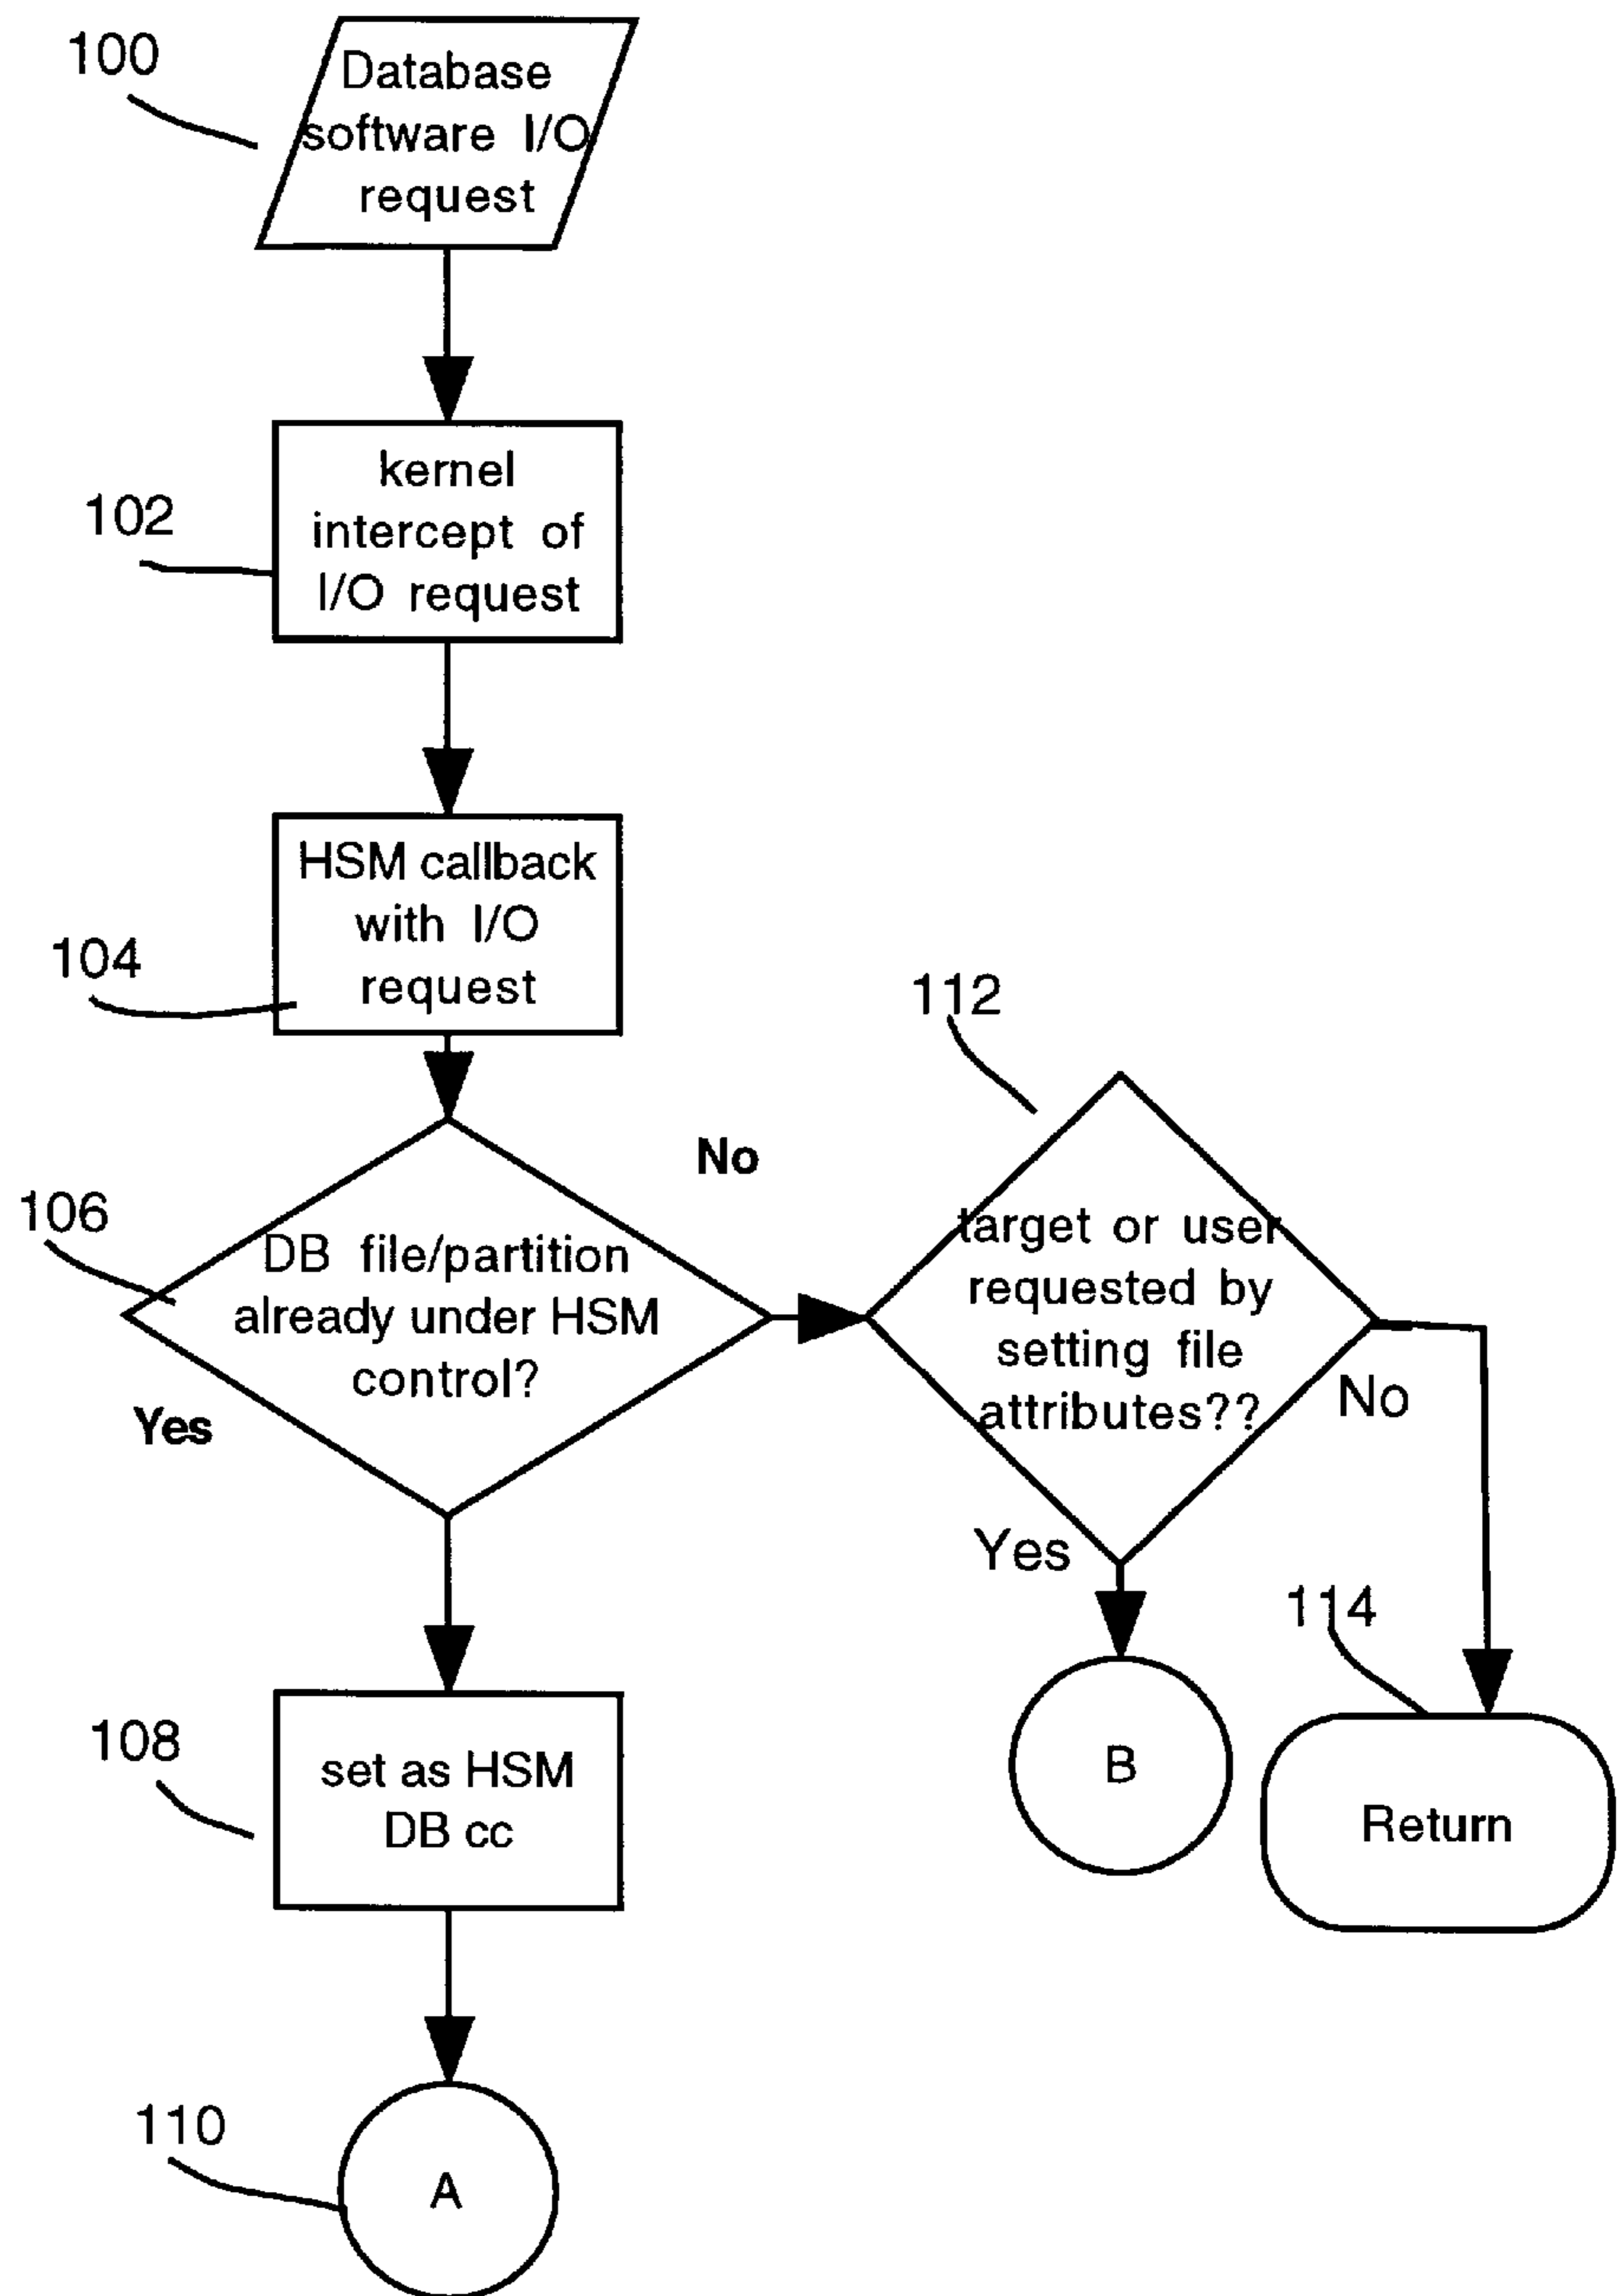 100
Database
software I/O
request
102
kernel
intercept of
I/O request
104
HSM callback
with I/O
request
106
DB file/partition
already under HSM
control?
No
Yes
112
target or user
requested by
setting file
attributes??
No
Yes
108
set as HSM
DB cc
B
114
Return
110
A